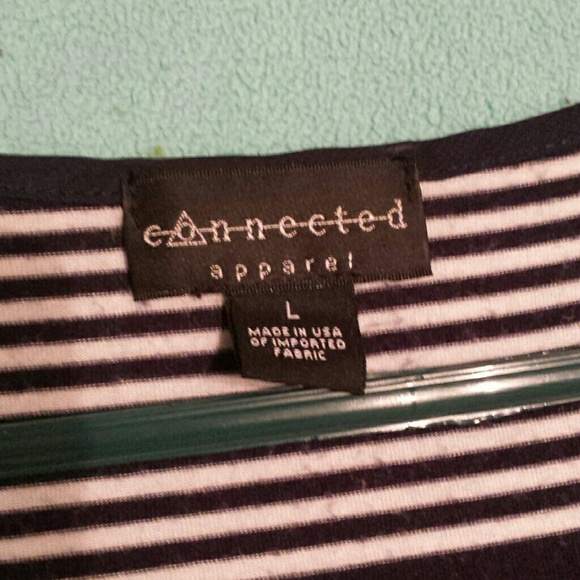 connected
apparel
L
MADE IN USA
OF IMPORTED
FABRIC